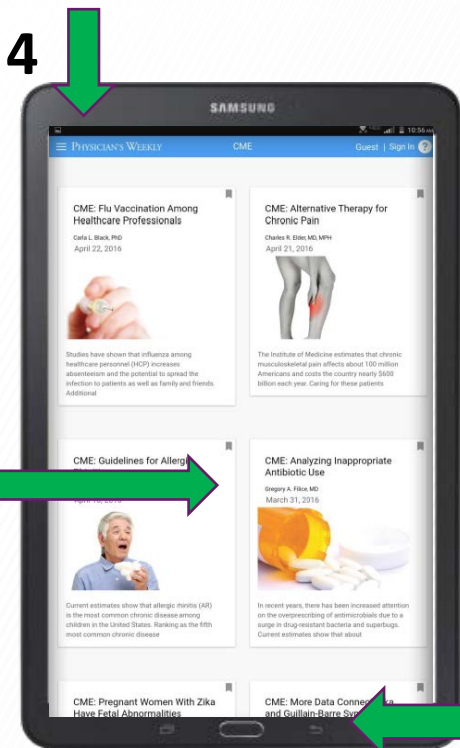 4
SAMSUNG
10:56
PHYSICIAN'S WEEKLY CME Guest | Sign In ?
CME: Flu Vaccination Among
Healthcare Professionals
Carla L. Black, PhD
April 22, 2016
Studies have shown that influenza among
healthcare personnel (HCP) increases
absenteeism and the potential to spread the
infection to patients as well as family and friends.
Additional
CME: Alternative Therapy for
Chronic Pain
Charles R. Elder, MD, MPH
April 21, 2016
The Institute of Medicine estimates that chronic
musculoskeletal pain affects about 100 million
Americans and costs the country nearly $600
billion each year. Caring for these patients
CME: Guidelines for
2016
Current estimates show that allergic rhinitis (AR)
is the most common chronic disease among
children in the United States. Ranking as the fifth
most common chronic disease
CME: Analyzing Inappropriate
Antibiotic Use
Gregory A. Filice, MD
March 31, 2016
In recent years, there has been increased attention
on the overprescribing of antimicrobials due to a
surge in drug-resistant bacteria and superbugs.
Current estimates show that about
CME: Pregnant Women With Zika
Have Fetal Abnormalities
CME: More Data
and Guillain-Barre